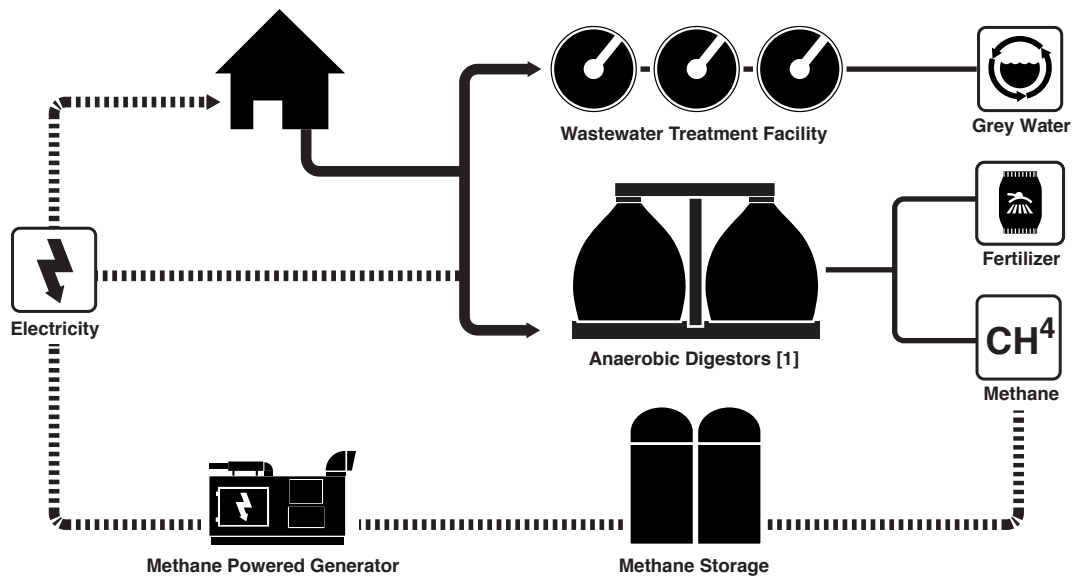 Wastewater Treatment Facility
Grey Water
Fertilizer
Electricity
Anaerobic Digestors [1]
CH⁴
Methane
Methane Powered Generator
Methane Storage